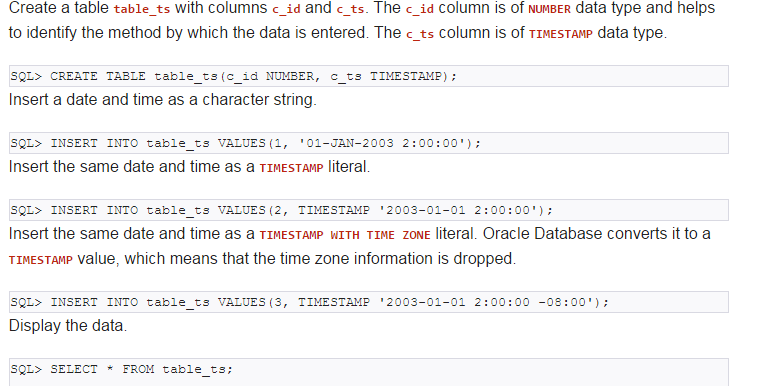 Create a table table_ts with columns c_id and c_ts. The c_id column is of NUMBER data type and helps
to identify the method by which the data is entered. The c_ts column is of TIMESTAMP data type.
SQL> CREATE TABLE table_ts(c_id NUMBER, c_ts TIMESTAMP);
Insert a date and time as a character string.
SQL> INSERT INTO table_ts VALUES(1, '01-JAN-2003 2:00:00');
Insert the same date and time as a TIMESTAMP literal.
SQL> INSERT INTO table_ts VALUES(2, TIMESTAMP '2003-01-01 2:00:00');
Insert the same date and time as a TIMESTAMP WITH TIME ZONE literal. Oracle Database converts it to a
TIMESTAMP value, which means that the time zone information is dropped.
SQL> INSERT INTO table_ts VALUES(3, TIMESTAMP '2003-01-01 2:00:00 -08:00');
Display the data.
SQL> SELECT * FROM table_ts;